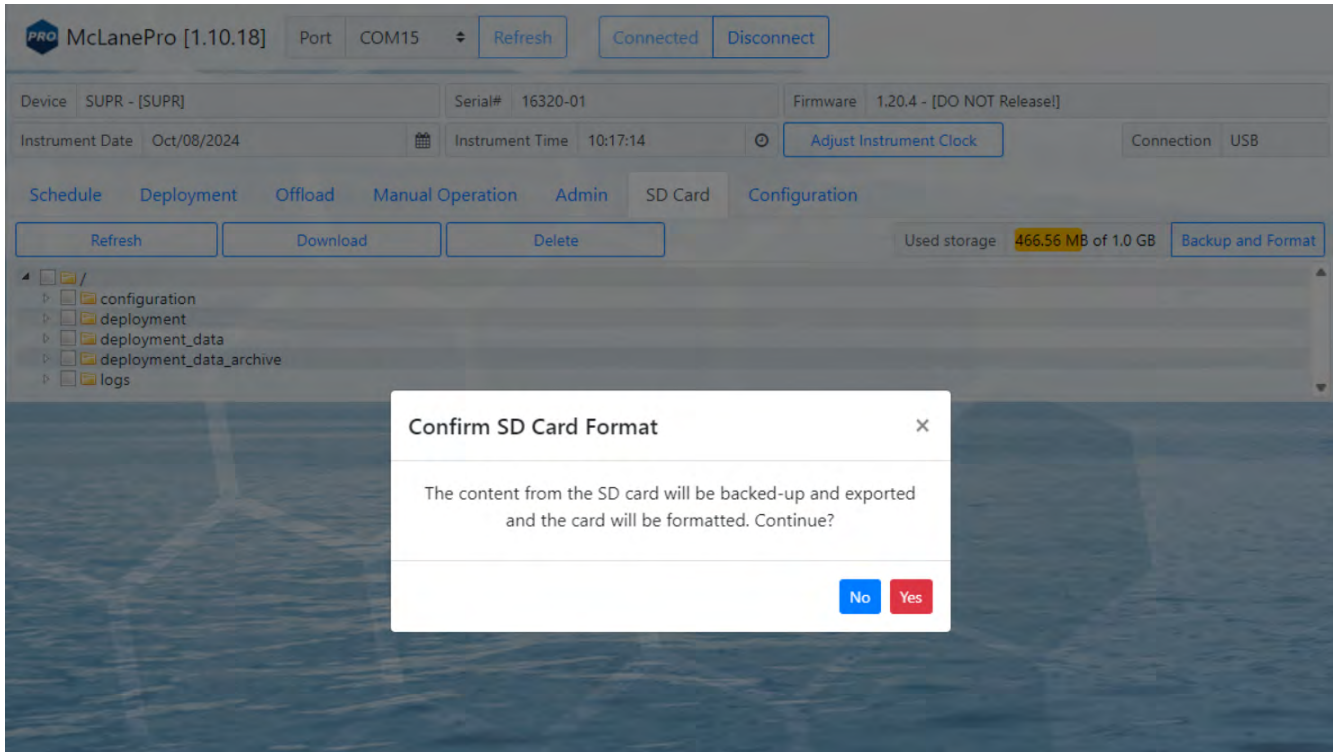 PRO McLanePro [1.10.18] Port COM15 Refresh Connected Disconnect
Device SUPR - [SUPR] Serial# 16320-01 Firmware 1.20.4 - [DO NOT Release!]
Instrument Date Oct/08/2024 Instrument Time 10:17:14 Adjust Instrument Clock Connection USB
Schedule Deployment Offload Manual Operation Admin SD Card Configuration
Refresh Download Delete Used storage 466.56 MB of 1.0 GB Backup and Format
/
configuration
deployment
deployment_data
deployment_data_archive
logs
Confirm SD Card Format ×
The content from the SD card will be backed-up and exported
and the card will be formatted. Continue?
No Yes